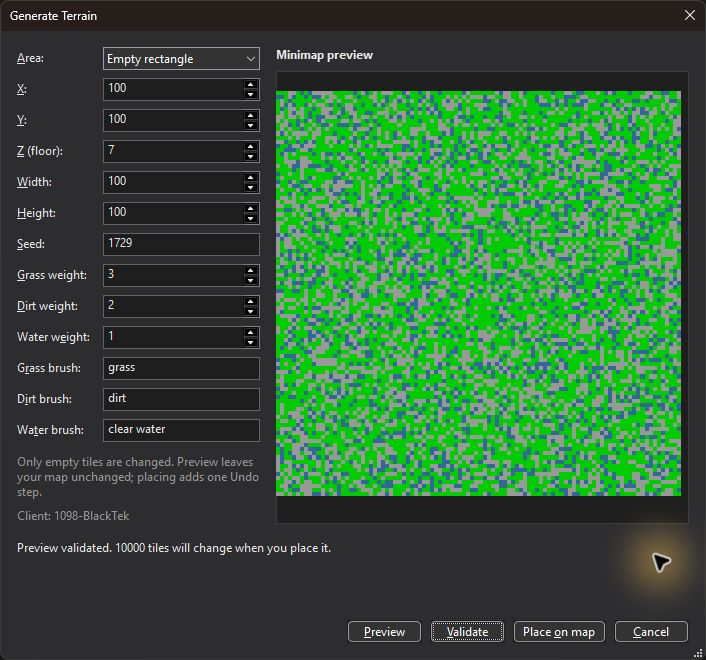 Generate Terrain
Area: Empty rectangle
X: 100
Y: 100
Z (floor): 7
Width: 100
Height: 100
Seed: 1729
Grass weight: 3
Dirt weight: 2
Water weight: 1
Grass brush: grass
Dirt brush: dirt
Water brush: clear water
Only empty tiles are changed. Preview leaves
your map unchanged; placing adds one Undo
step.
Client: 1098-BlackTek
Minimap preview
Preview validated. 10000 tiles will change when you place it.
Preview Validate Place on map Cancel